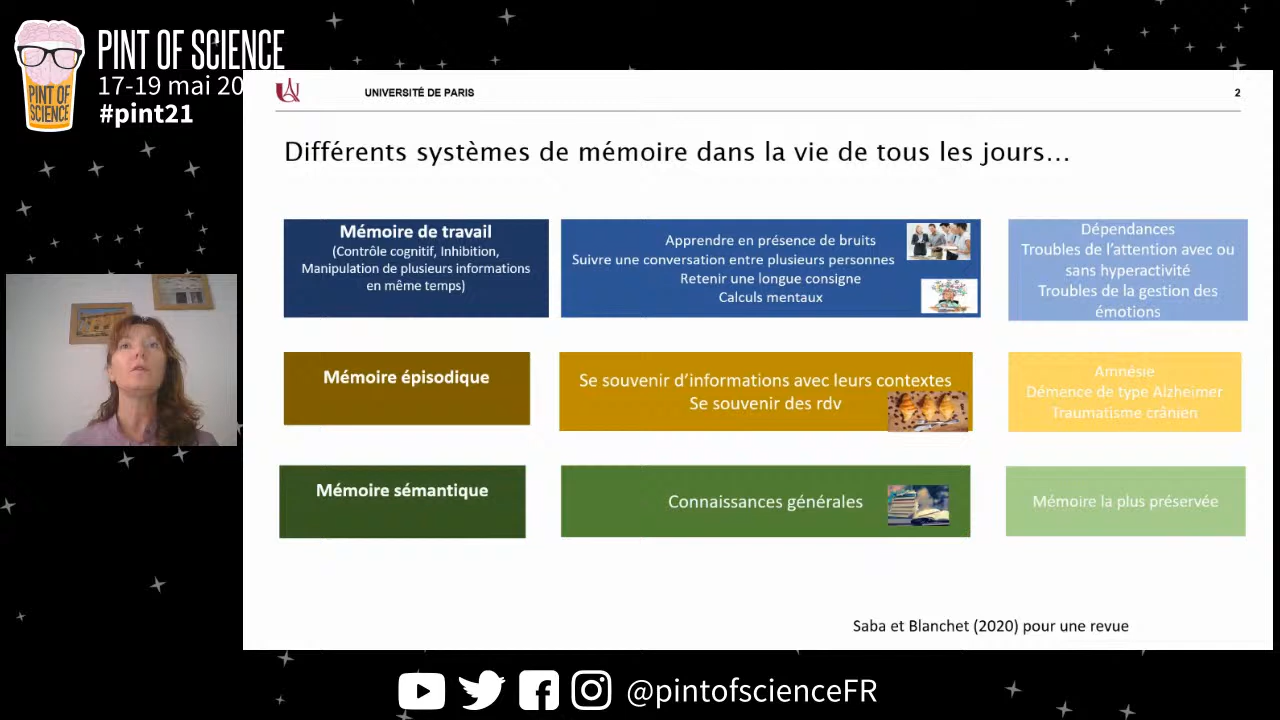 PINT OF SCIENCE
17-19 mai 20
#pint21
PINT OF
SCIENCE
UNIVERSITÉ DE PARIS
2
Différents systèmes de mémoire dans la vie de tous les jours…
Mémoire de travail
(Contrôle cognitif, Inhibition,
Manipulation de plusieurs informations
en même temps)
Apprendre en présence de bruits
Suivre une conversation entre plusieurs personnes
Retenir une longue consigne
Calculs mentaux
Dépendances
Troubles de l'attention avec ou
sans hyperactivité
Troubles de la gestion des
émotions
Mémoire épisodique
Se souvenir d'informations avec leurs contextes
Se souvenir des rdv
Amnésie
Démence de type Alzheimer
Traumatisme crânien
Mémoire sémantique
Connaissances générales
Mémoire la plus préservée
Saba et Blanchet (2020) pour une revue
@pintofscienceFR